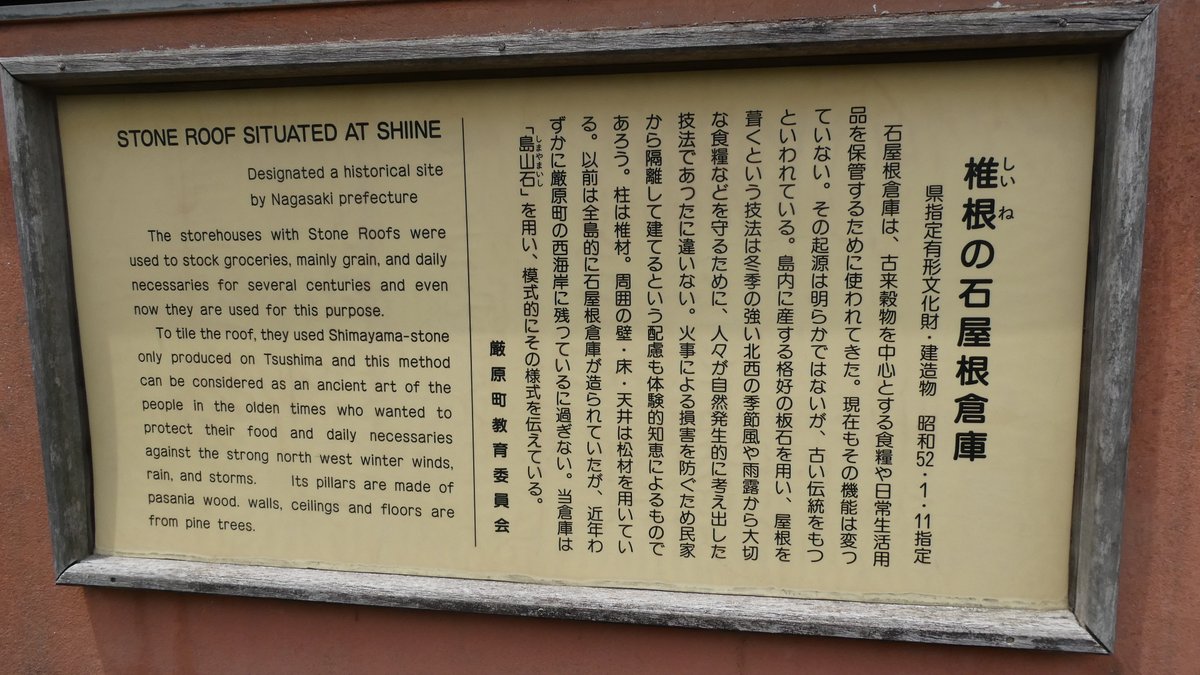 STONE ROOF SITUATED AT SHIINE
Designated a historical site
by Nagasaki prefecture
The storehouses with Stone Roofs were
used to stock groceries, mainly grain, and daily
necessaries for several centuries and even
now they are used for this purpose.
To tile the roof, they used Shimayama-stone
only produced on Tsushima and this method
can be considered as an ancient art of the
people in the olden times who wanted to
protect their food and daily necessaries
against the strong north west winter winds,
rain, and storms. Its pillars are made of
pasania wood. walls, ceilings and floors are
from pine trees.
椎根の石屋根倉庫
しいね
県指定有形文化財・建造物 昭和52・1・11指定
石屋根倉庫は、古来穀物を中心とする食糧や日常生活用
品を保管するために使われてきた。現在もその機能は変つ
ていない。その起源は明らかではないが、古い伝統をもつ
といわれている。島内に産する格好の板石を用い、屋根を
葺くという技法は冬季の強い北西の季節風や雨露から大切
な食糧などを守るために、人々が自然発生的に考え出した
技法であつたに違いない。火事による損害を防ぐため民家
から隔離して建てるという配慮も体験的知恵によるもので
あろう。柱は椎材。周囲の壁・床・天井は松材を用いてい
る。以前は全島的に石屋根倉庫が造られていたが、近年わ
ずかに厳原町の西海岸に残つているに過ぎない。当倉庫は
「島山石」を用い、模式的にその様式を伝えている。
しまやまいし
厳原町教育委員会